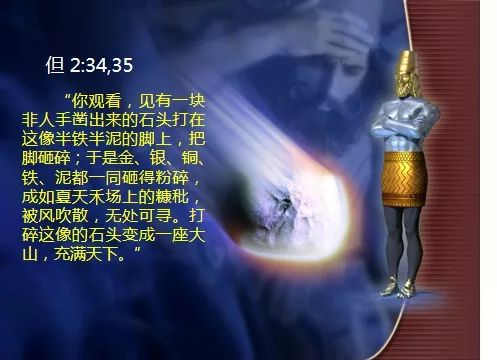 但 2:34,35
“你观看，见有一块
非人手凿出来的石头打在
这像半铁半泥的脚上，把
脚砸碎；于是金、银、铜、
铁、泥都一同砸得粉碎，
成如夏天禾场上的糠秕，
被风吹散，无处可寻。打
碎这像的石头变成一座大
山，充满天下。”